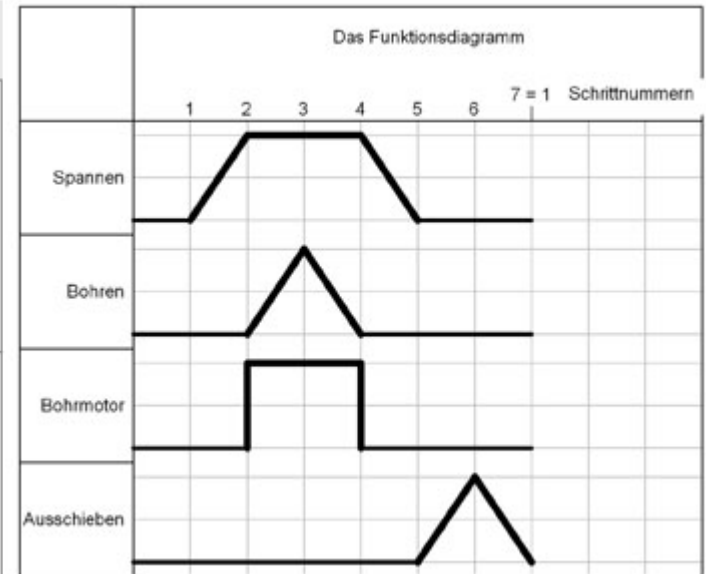 Das Funktionsdiagramm
7 = 1 Schrittnummern
1 2 3 4 5 6
Spannen
Bohren
Bohrmotor
Ausschieben